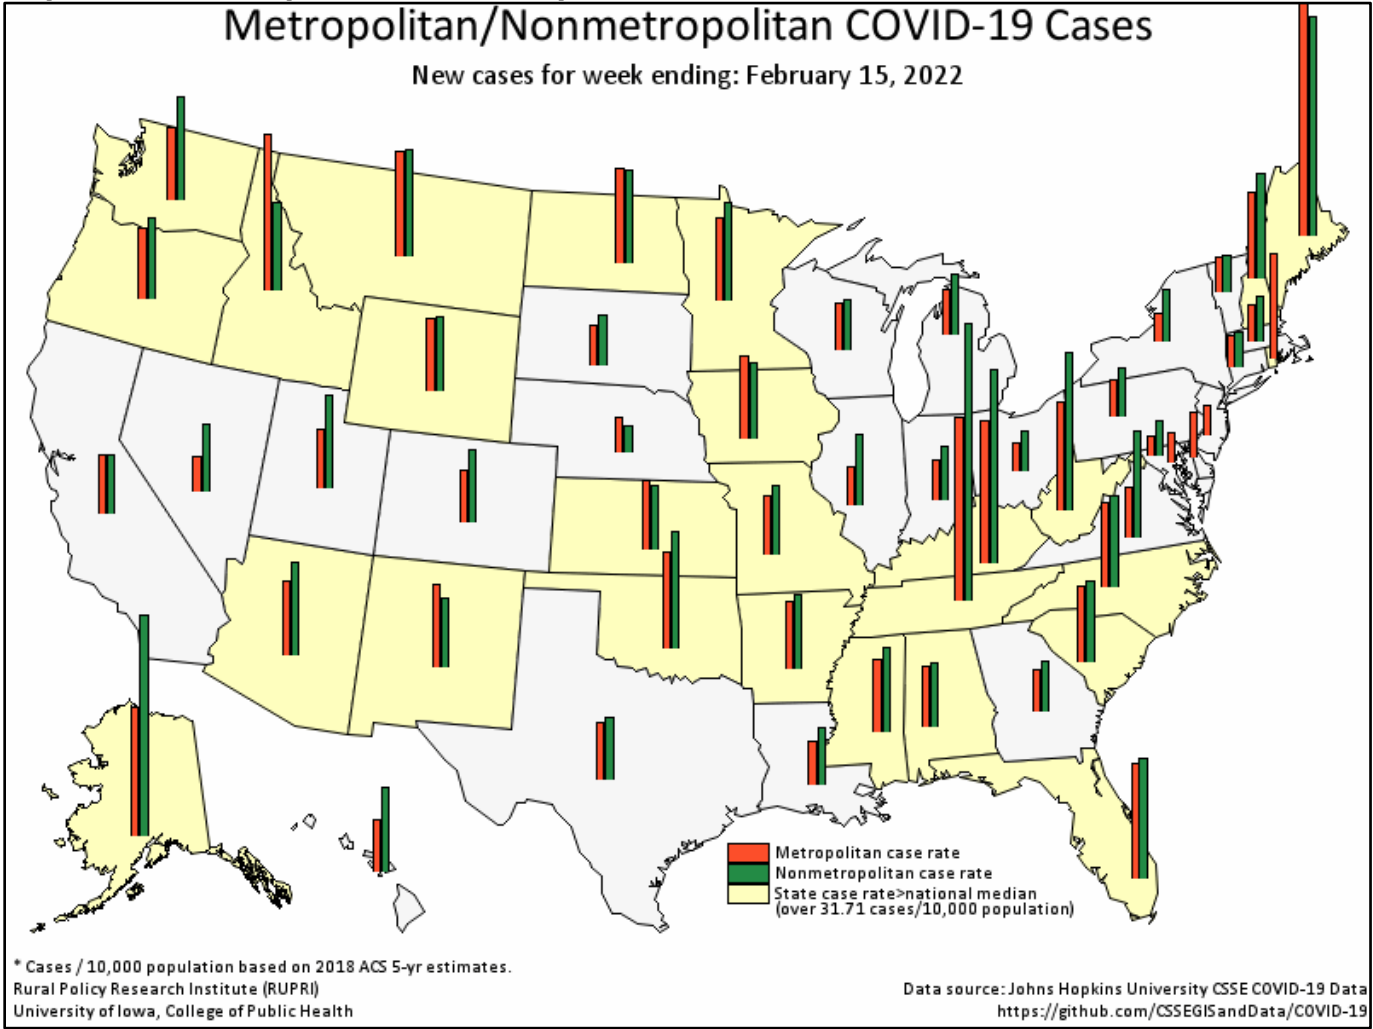 Metropolitan/Nonmetropolitan COVID-19 Cases
New cases for week ending: February 15, 2022
Metropolitan case rate
Nonmetropolitan case rate
State case rate>national median
(over 31.71 cases/10,000 population)
* Cases / 10,000 population based on 2018 ACS 5-yr estimates.
Rural Policy Research Institute (RUPRI)
University of Iowa, College of Public Health
Data source: Johns Hopkins University CSSE COVID-19 Data
https://github.com/CSSEGISandData/COVID-19